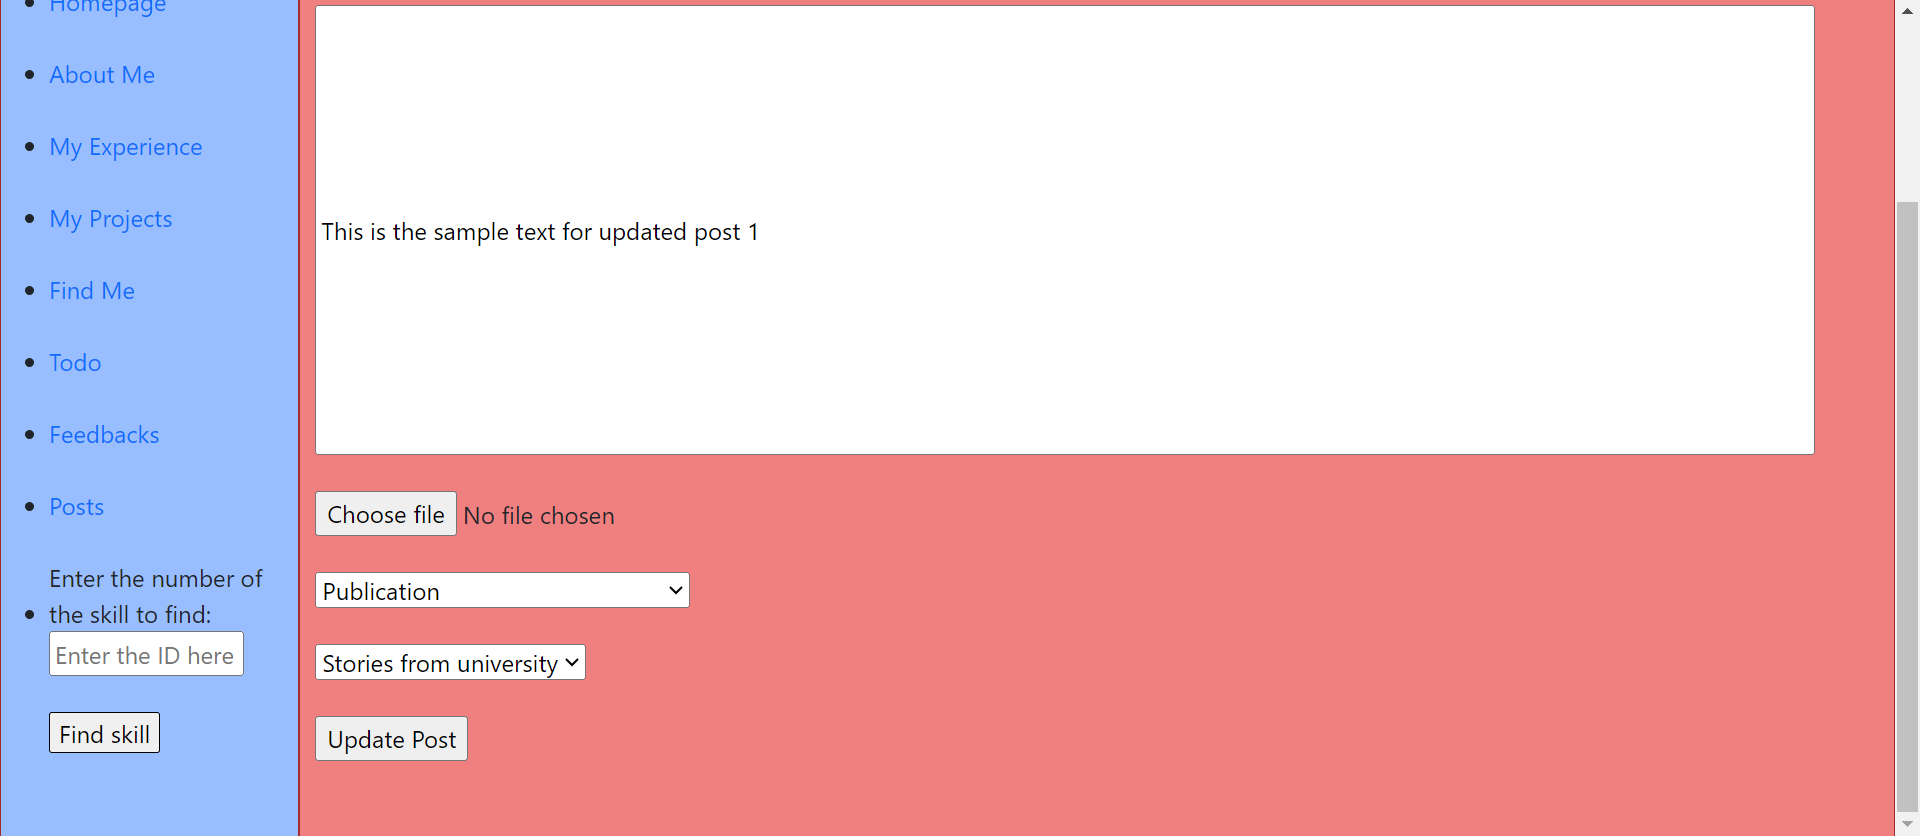 Homepage
About Me
My Experience
My Projects
Find Me
Todo
Feedbacks
Posts
Enter the number of
the skill to find:
Enter the ID here
Find skill
This is the sample text for updated post 1
Choose file No file chosen
Publication
Stories from university
Update Post